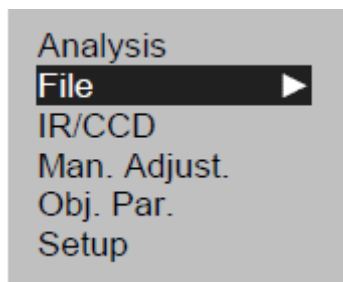 Analysis
File
IR/CCD
Man. Adjust.
Obj. Par.
Setup